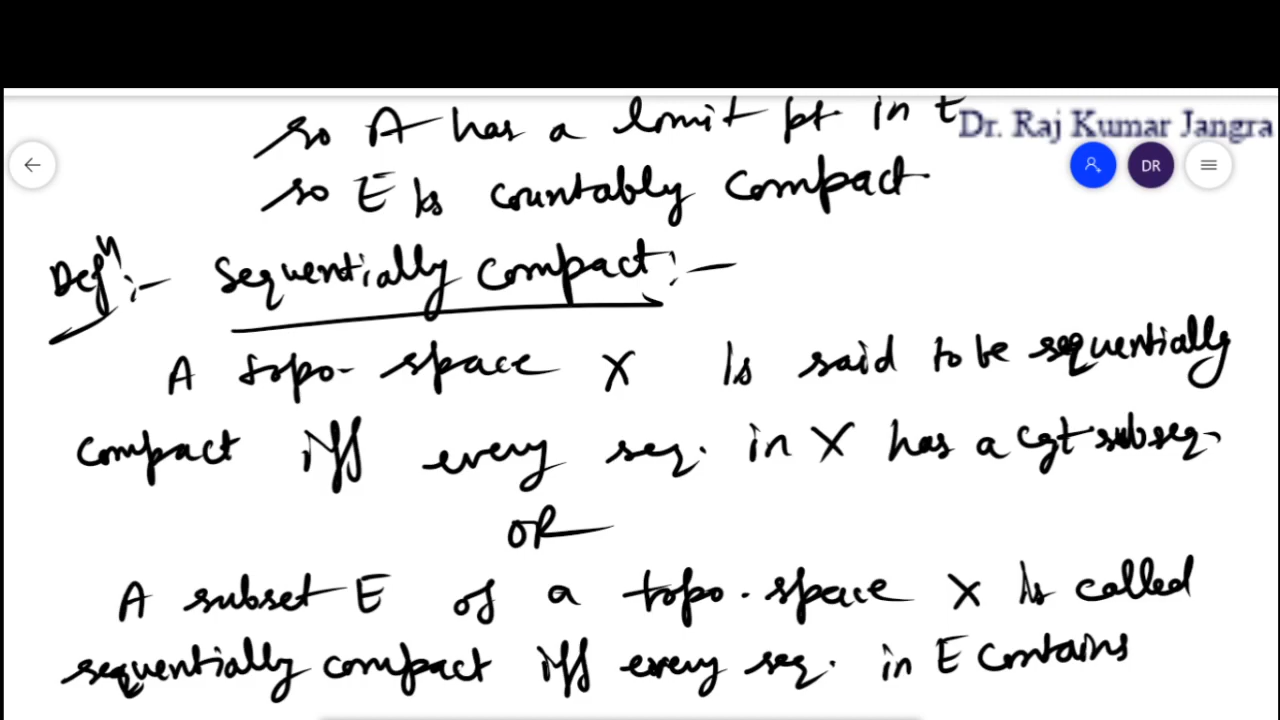 so A has a limit pt. in E
Dr. Raj Kumar Jangra
DR
so E is countably compact
Defⁿ:- Sequentially compact:-
A topo. space X is said to be sequentially
compact iff every seq. in X has a cgt subseq.
OR
A subset E of a topo. space X is called
sequentially compact iff every seq. in E contains